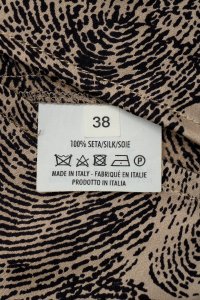 38
100% SETA/SILK/SOIE
MADE IN ITALY - FABRIQUÉ EN ITALIE
PRODOTTO IN ITALIA